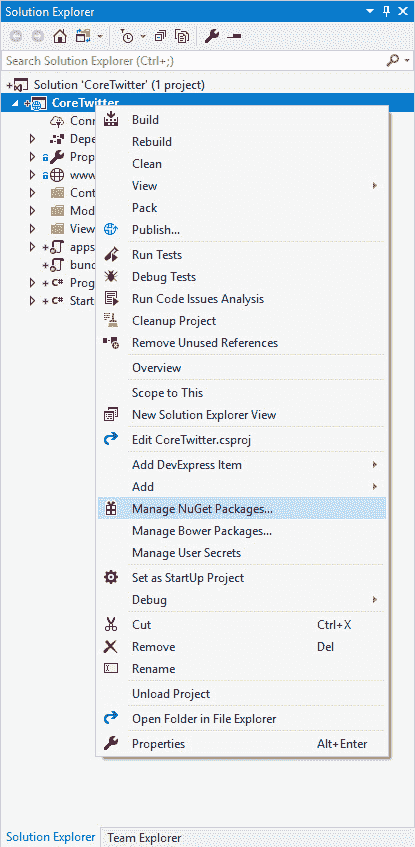 Solution Explorer
Search Solution Explorer (Ctrl+;)
Solution 'CoreTwitter' (1 project)
CoreTwitter
Conn
Depe
Prop
www
Cont
Mod
View
apps
bund
C# Prog
C# Start
Build
Rebuild
Clean
View
Pack
Publish...
Run Tests
Debug Tests
Run Code Issues Analysis
Cleanup Project
Remove Unused References
Overview
Scope to This
New Solution Explorer View
Edit CoreTwitter.csproj
Add DevExpress Item
Add
Manage NuGet Packages...
Manage Bower Packages...
Manage User Secrets
Set as StartUp Project
Debug
Cut Ctrl+X
Remove Del
Rename
Unload Project
Open Folder in File Explorer
Properties Alt+Enter
Solution Explorer Team Explorer